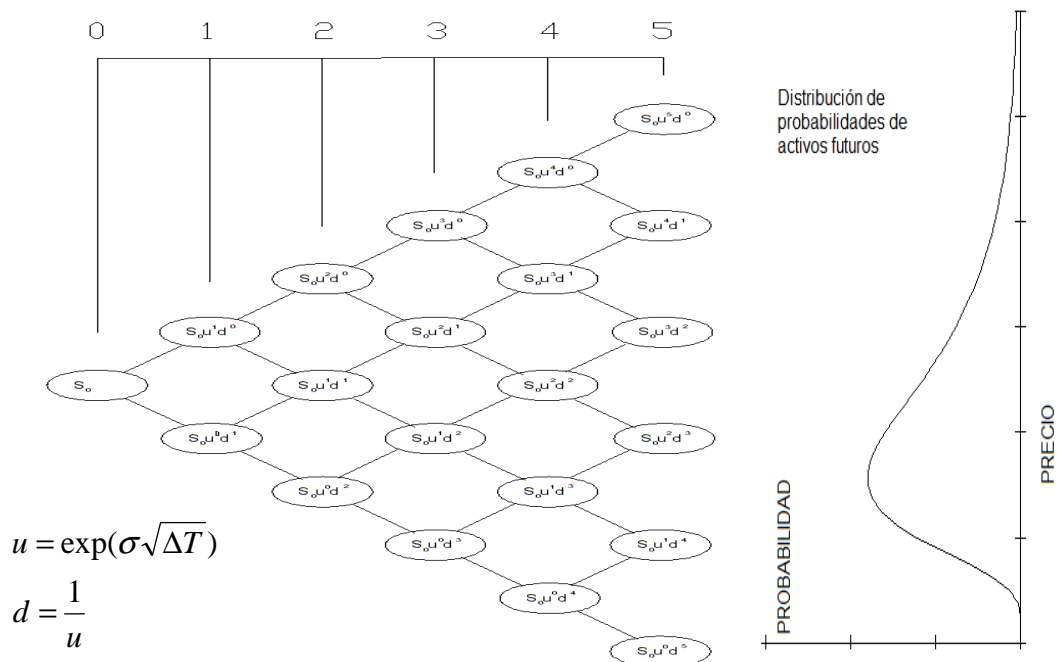 0 1 2 3 4 5
Distribución de
probabilidades de
activos futuros
S₀u⁵d⁰
S₀u⁴d⁰
S₀u³d⁰
S₀u⁴d¹
S₀u²d⁰
S₀u³d¹
S₀u¹d⁰
S₀u²d¹
S₀u³d²
S₀
S₀u¹d¹
S₀u²d²
S₀u⁰d¹
S₀u¹d²
S₀u²d³
S₀u⁰d²
S₀u¹d³
S₀u⁰d³
S₀u¹d⁴
S₀u⁰d⁴
S₀u⁰d⁵
u = exp(σ√ΔT)
d = 1/u
PROBABILIDAD
PRECIO